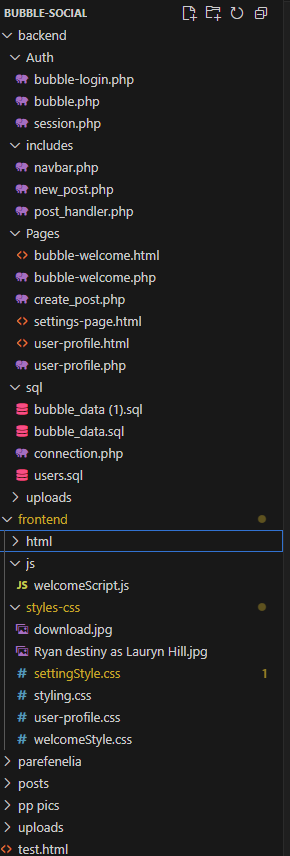 BUBBLE-SOCIAL
backend
Auth
bubble-login.php
bubble.php
session.php
includes
navbar.php
new_post.php
post_handler.php
Pages
bubble-welcome.html
bubble-welcome.php
create_post.php
settings-page.html
user-profile.html
user-profile.php
sql
bubble_data (1).sql
bubble_data.sql
connection.php
users.sql
uploads
frontend
html
js
JS welcomeScript.js
styles-css
download.jpg
Ryan destiny as Lauryn Hill.jpg
# settingStyle.css 1
# styling.css
# user-profile.css
# welcomeStyle.css
parefenelia
posts
pp pics
uploads
test.html